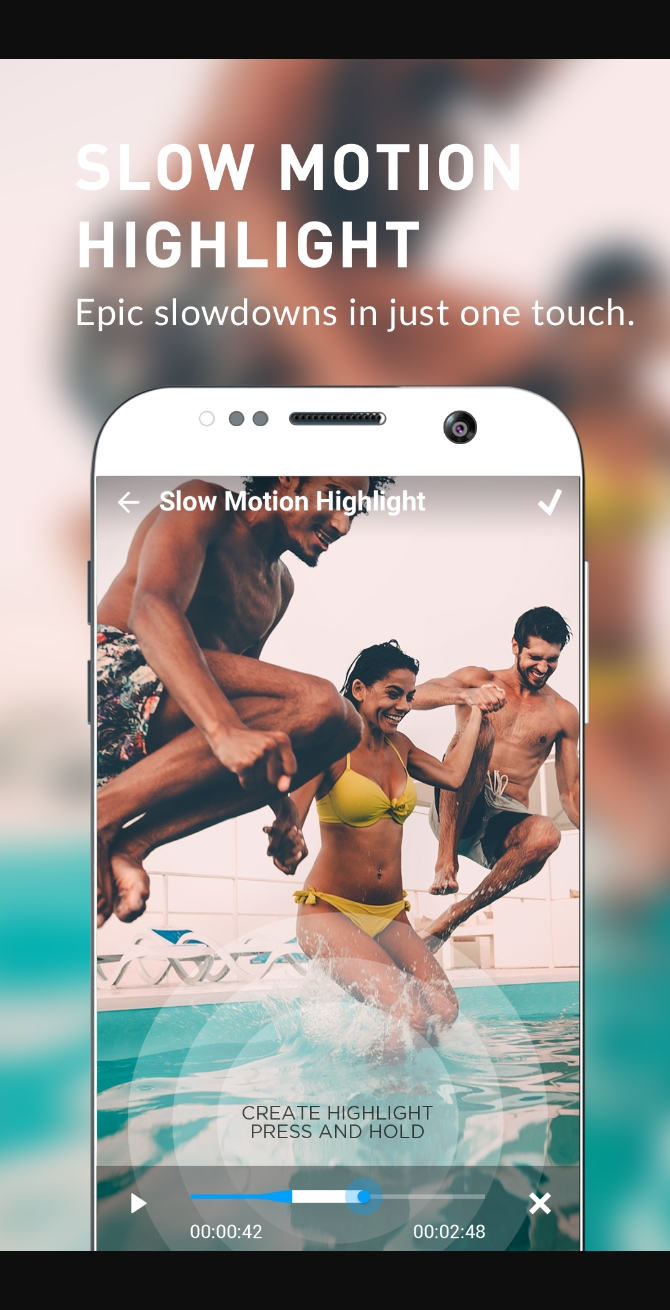 SLOW MOTION
HIGHLIGHT
Epic slowdowns in just one touch.
Slow Motion Highlight
CREATE HIGHLIGHT
PRESS AND HOLD
00:00:42 00:02:48